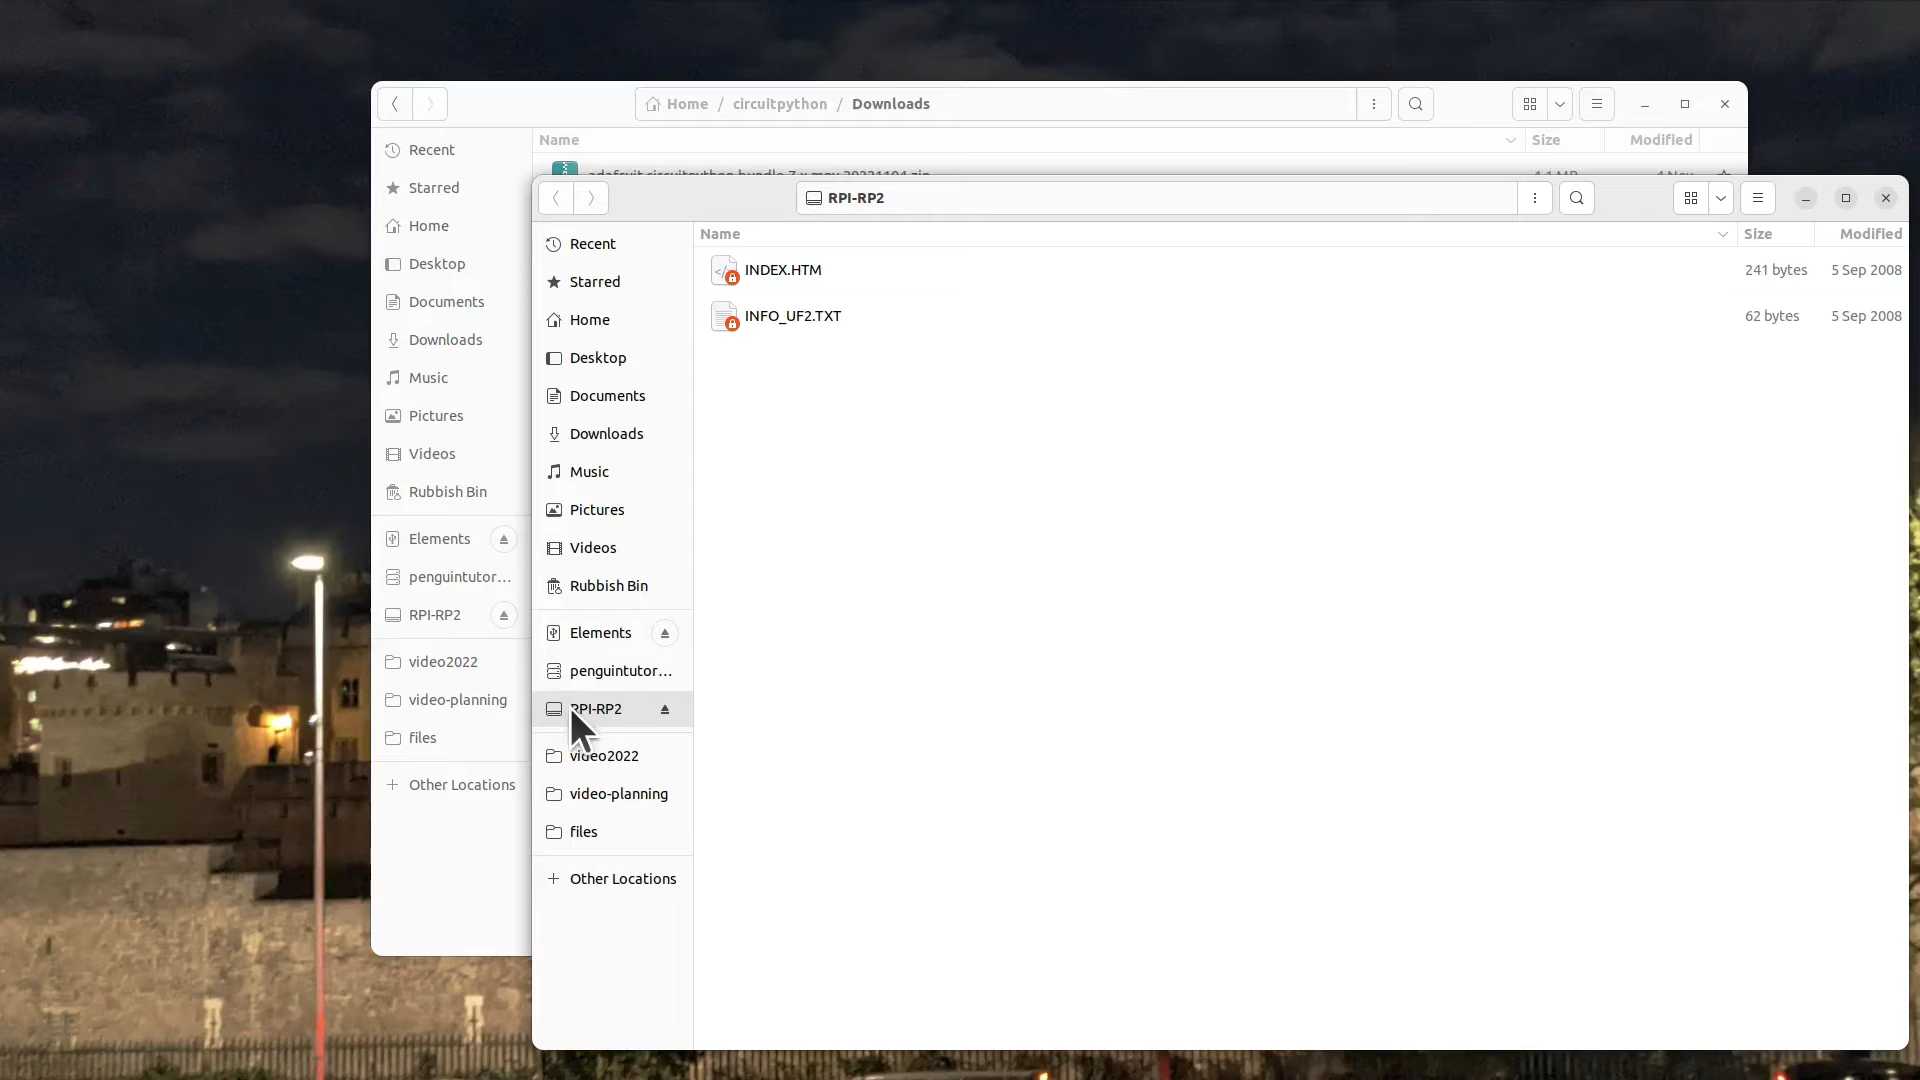 Home / circuitpython / Downloads
Name Size Modified
Recent
Starred
Home
Desktop
Documents
Downloads
Music
Pictures
Videos
Rubbish Bin
Elements
penguintutor...
RPI-RP2
video2022
video-planning
files
+ Other Locations
RPI-RP2
Recent
Starred
Home
Desktop
Documents
Downloads
Music
Pictures
Videos
Rubbish Bin
Elements
penguintutor...
RPI-RP2
video2022
video-planning
files
+ Other Locations
Name Size Modified
INDEX.HTM 241 bytes 5 Sep 2008
INFO_UF2.TXT 62 bytes 5 Sep 2008